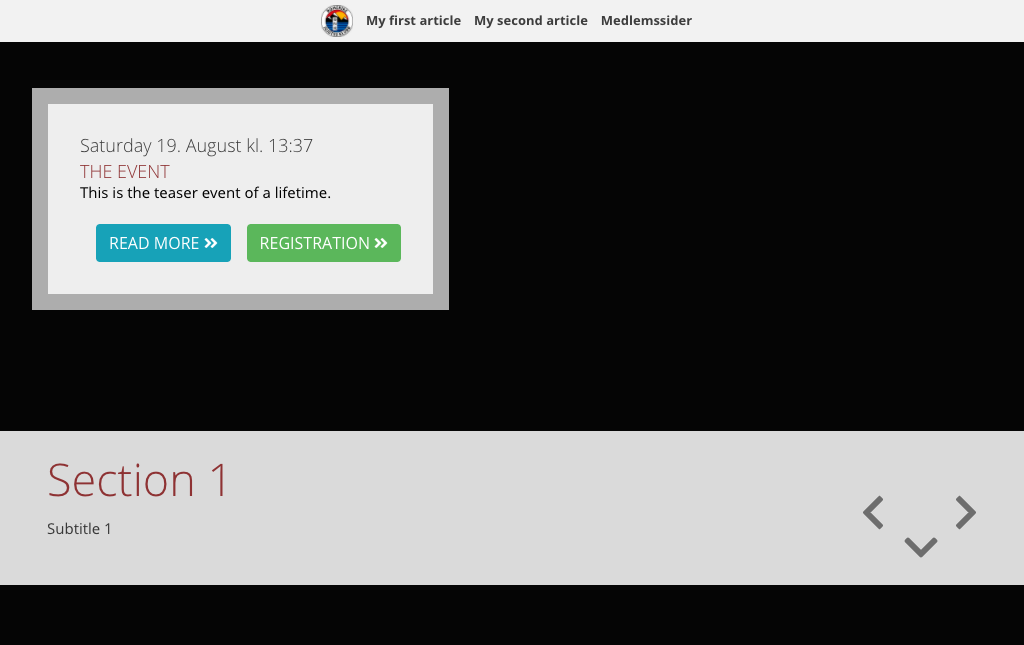 My first article My second article Medlemssider
Saturday 19. August kl. 13:37
THE EVENT
This is the teaser event of a lifetime.
READ MORE REGISTRATION
Section 1
Subtitle 1